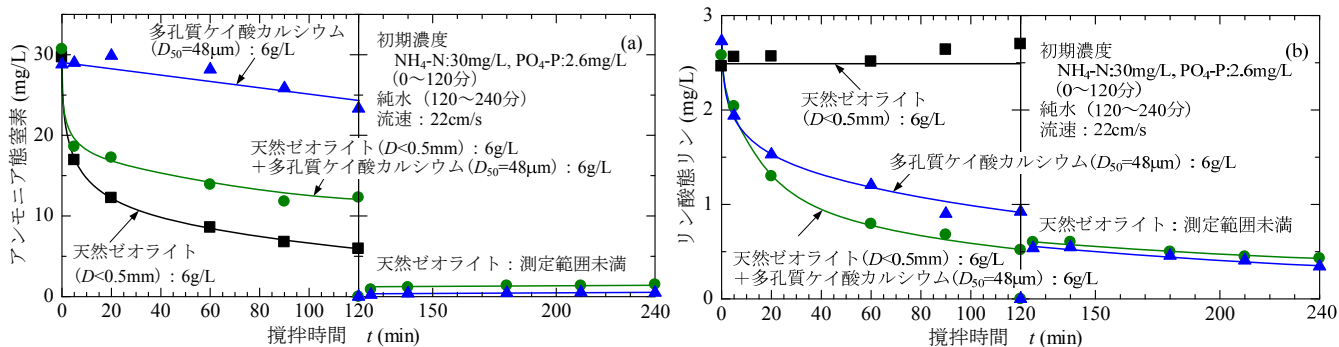 アンモニア態窒素 (mg/L)
40
30
20
10
0
多孔質ケイ酸カルシウム
(D50=48μm) : 6g/L
(a)
初期濃度
NH4-N:30mg/L, PO4-P:2.6mg/L
(0～120分)
純水（120～240分）
流速：22cm/s
天然ゼオライト(D<0.5mm) : 6g/L
＋多孔質ケイ酸カルシウム(D50=48μm) : 6g/L
天然ゼオライト
(D<0.5mm) : 6g/L
天然ゼオライト：測定範囲未満
0 20 40 60 80 100 120 150 180 210 240
撹拌時間 t (min)
リン酸態リン (mg/L)
3
2
1
0
(b)
初期濃度
NH4-N:30mg/L, PO4-P:2.6mg/L
(0～120分)
純水（120～240分）
流速：22cm/s
天然ゼオライト
(D<0.5mm) : 6g/L
多孔質ケイ酸カルシウム(D50=48μm) : 6g/L
天然ゼオライト：測定範囲未満
天然ゼオライト(D<0.5mm) : 6g/L
＋多孔質ケイ酸カルシウム(D50=48μm) : 6g/L
0 20 40 60 80 100 120 150 180 210 240
撹拌時間 t (min)